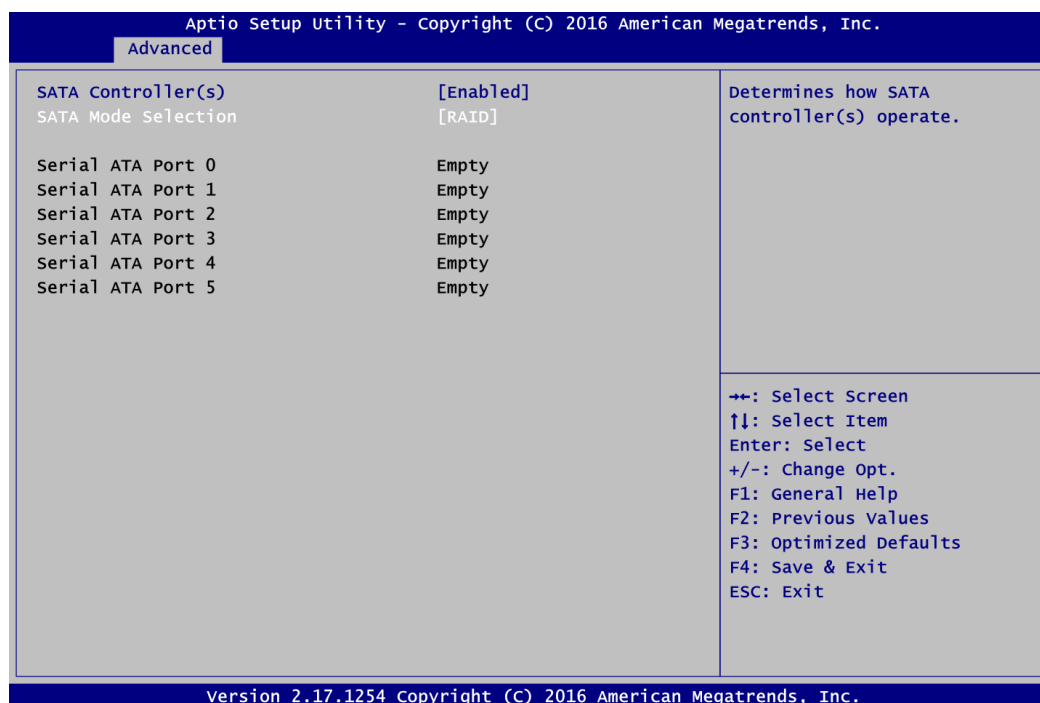 Aptio Setup Utility – Copyright (C) 2016 American Megatrends, Inc.
Advanced
SATA Controller(s) [Enabled]
SATA Mode Selection [RAID]
Serial ATA Port 0 Empty
Serial ATA Port 1 Empty
Serial ATA Port 2 Empty
Serial ATA Port 3 Empty
Serial ATA Port 4 Empty
Serial ATA Port 5 Empty
Determines how SATA
controller(s) operate.
→←: Select Screen
↑↓: Select Item
Enter: Select
+/-: Change Opt.
F1: General Help
F2: Previous Values
F3: Optimized Defaults
F4: Save & Exit
ESC: Exit
Version 2.17.1254 Copyright (C) 2016 American Megatrends, Inc.